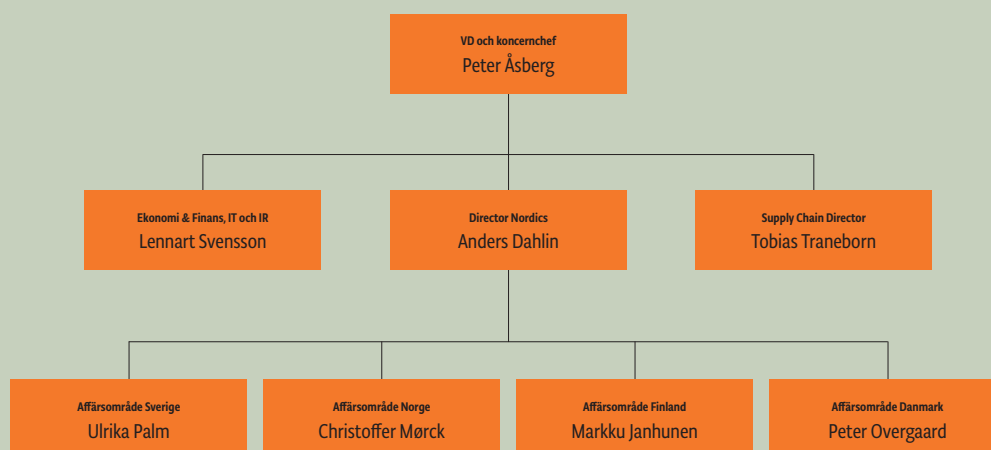 VD och koncernchef
Peter Åsberg
Ekonomi & Finans, IT och IR
Lennart Svensson
Director Nordics
Anders Dahlin
Supply Chain Director
Tobias Traneborn
Affärsområde Sverige
Ulrika Palm
Affärsområde Norge
Christoffer Mørck
Affärsområde Finland
Markku Janhunen
Affärsområde Danmark
Peter Overgaard